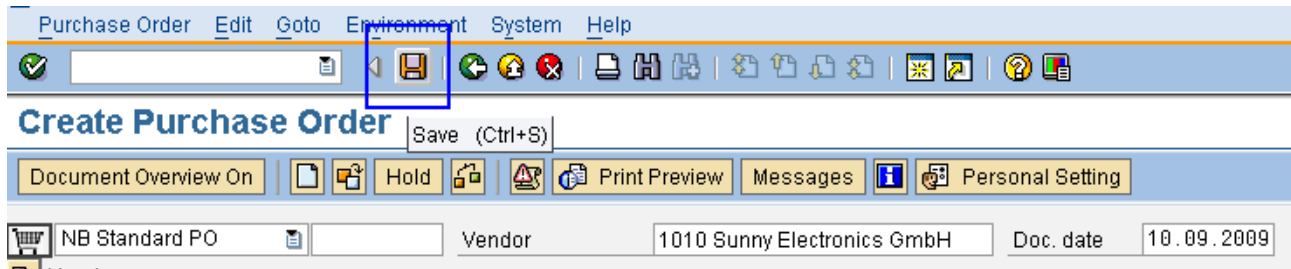 Purchase Order Edit Goto Environment System Help
Create Purchase Order
Save (Ctrl+S)
Document Overview On Hold Print Preview Messages Personal Setting
NB Standard PO Vendor 1010 Sunny Electronics GmbH Doc. date 10.09.2009